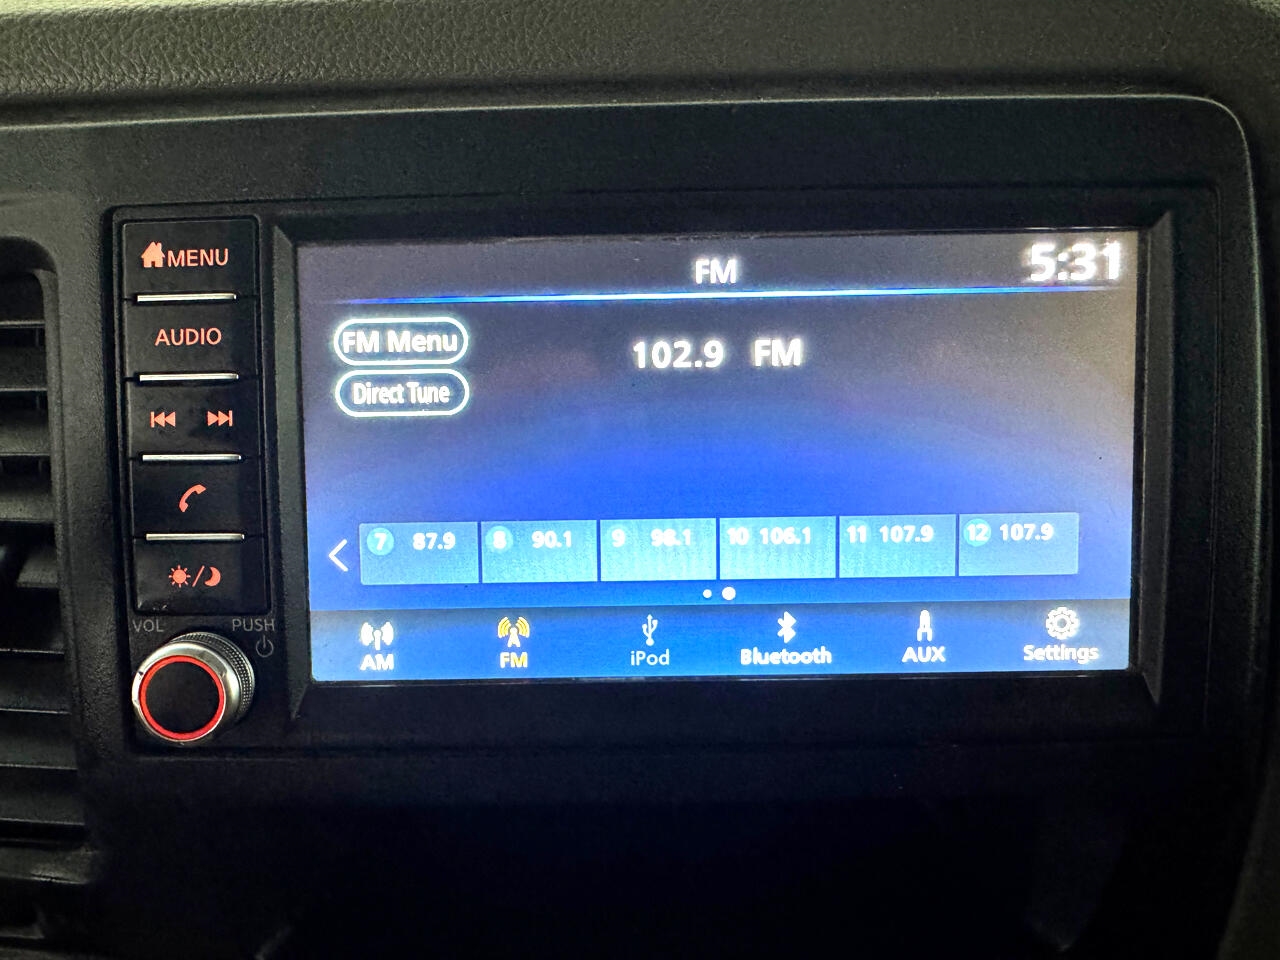 MENU
AUDIO
VOL PUSH
FM 5:31
FM Menu
102.9 FM
Direct Tune
7 87.9 8 90.1 9 98.1 10 106.1 11 107.9 12 107.9
AM FM iPod Bluetooth AUX Settings